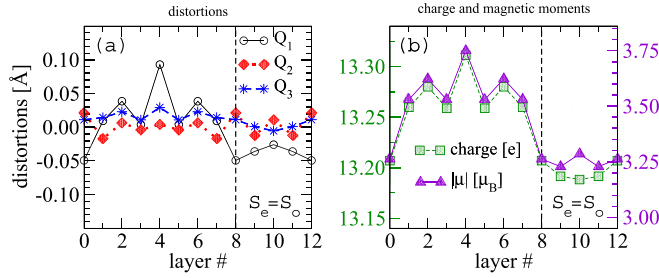 distortions
charge and magnetic moments
(a)
Q1
Q2
Q3
0.10
0.05
0.00
-0.05
-0.10
distortions [Å]
Se=So
0 2 4 6 8 10 12
layer #
(b)
13.30
13.25
13.20
13.15
3.75
3.50
3.25
3.00
charge [e]
|μ| [μB]
Se=So
0 2 4 6 8 10 12
layer #